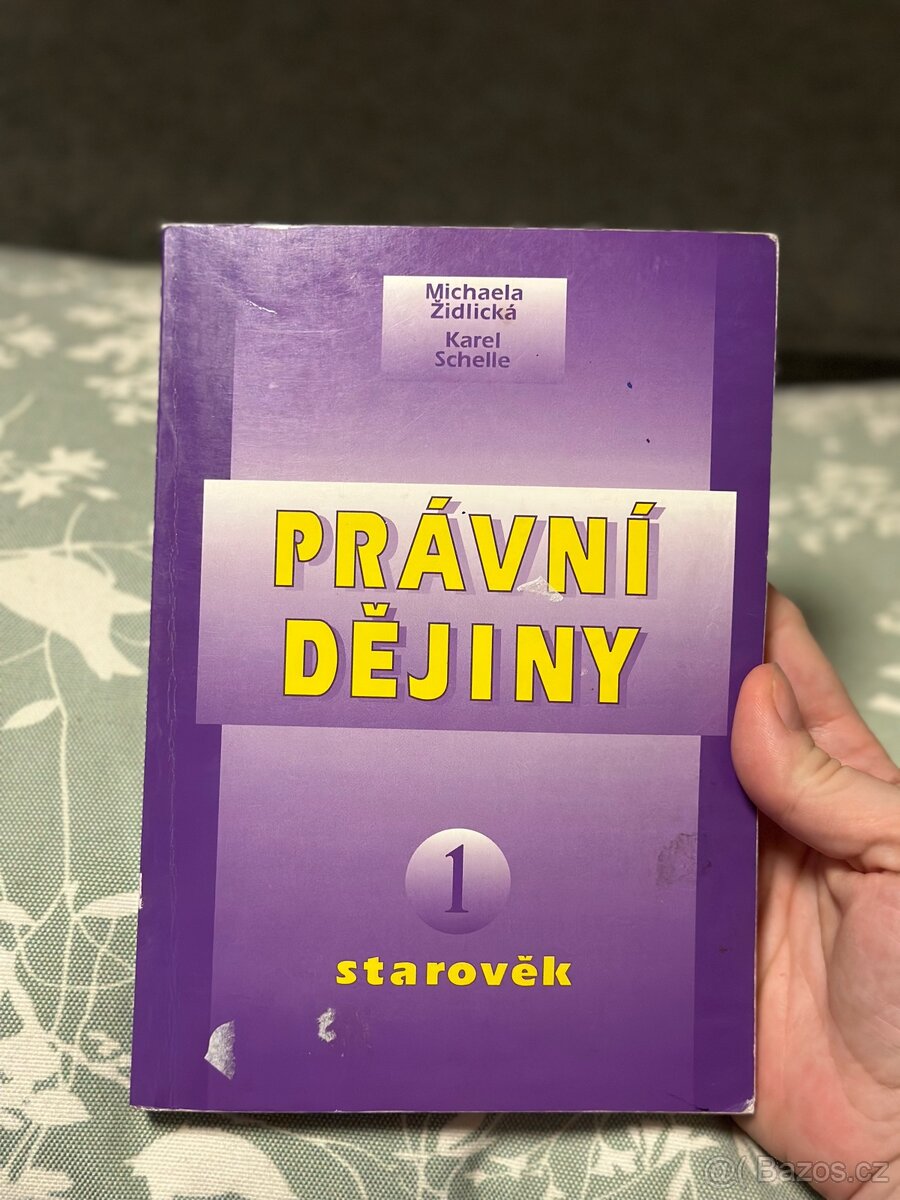 Michaela
Židlická
Karel
Schelle
PRÁVNÍ
DĚJINY
1
starověk
@( Bazos.cz